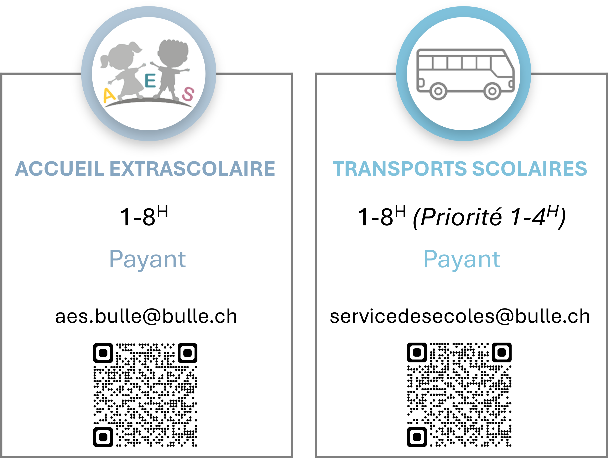 A E S
ACCUEIL EXTRASCOLAIRE
1-8ᴴ
Payant
aes.bulle@bulle.ch
TRANSPORTS SCOLAIRES
1-8ᴴ (Priorité 1-4ᴴ)
Payant
servicedesecoles@bulle.ch